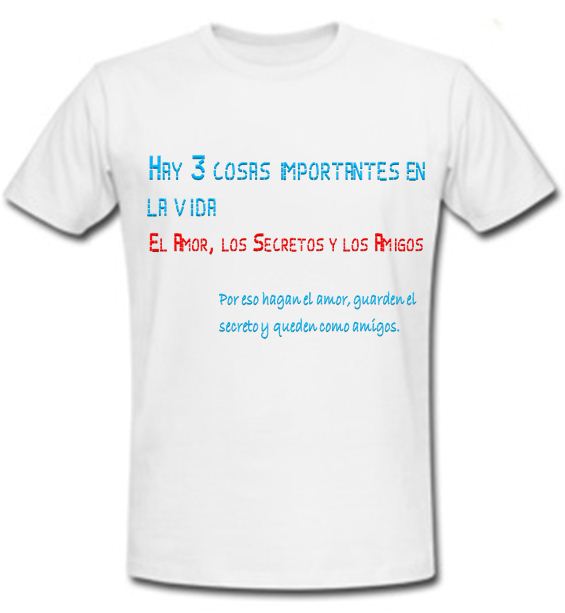 Hay 3 cosas importantes en
la vida
El Amor, los Secretos y los Amigos
Por eso hagan el amor, guarden el
secreto y queden como amigos.